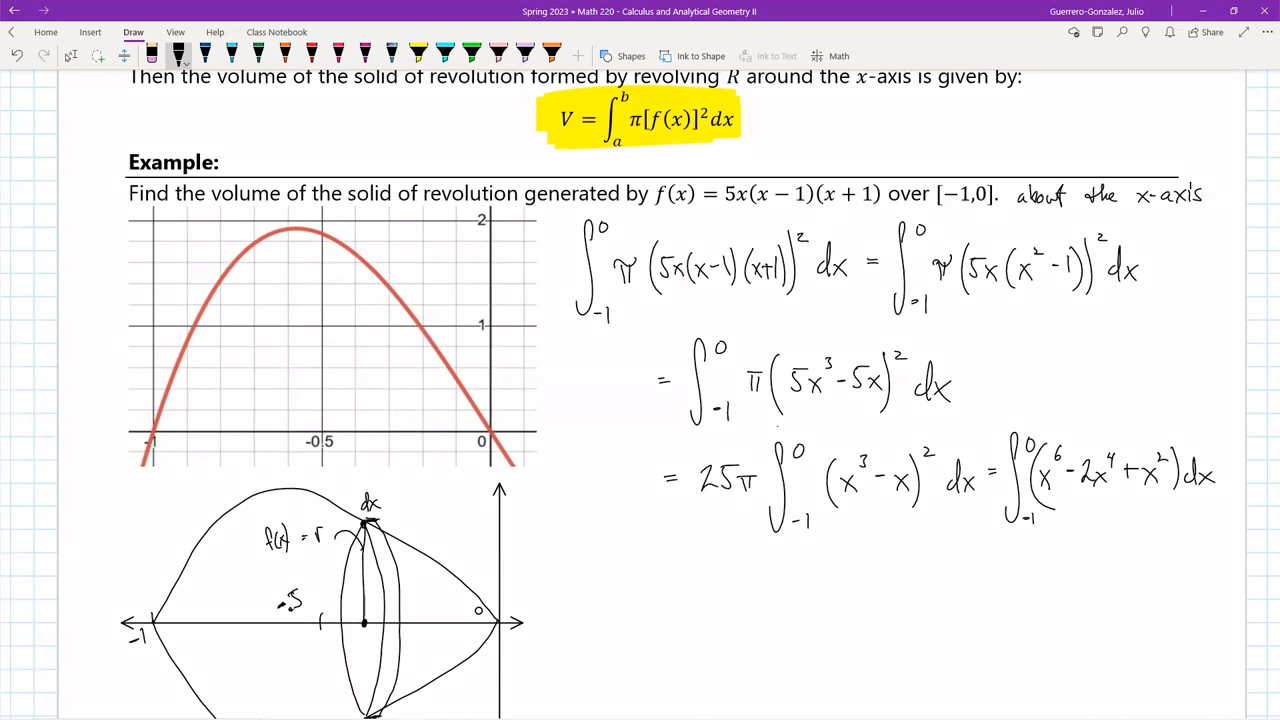 Spring 2023 » Math 220 - Calculus and Analytical Geometry II
Guerrero-Gonzalez, Julio
Home Insert Draw View Help Class Notebook
Share
Shapes Ink to Shape Ink to Text Math
Then the volume of the solid of revolution formed by revolving R around the x-axis is given by:
V = ∫_a^b π[f(x)]²dx
Example:
Find the volume of the solid of revolution generated by f(x) = 5x(x − 1)(x + 1) over [−1,0]. about the x-axis
2
1
-1 -0.5 0
∫_{-1}^0 π (5x(x-1)(x+1))² dx = ∫_{-1}^0 π (5x(x² -1))² dx
= ∫_{-1}^0 π(5x³-5x)² dx
= 25π ∫_{-1}^0 (x³ - x)² dx = ∫_{-1}^0 (x⁶ - 2x⁴ + x²) dx
dx
f(x) = r
-.5
0
-1